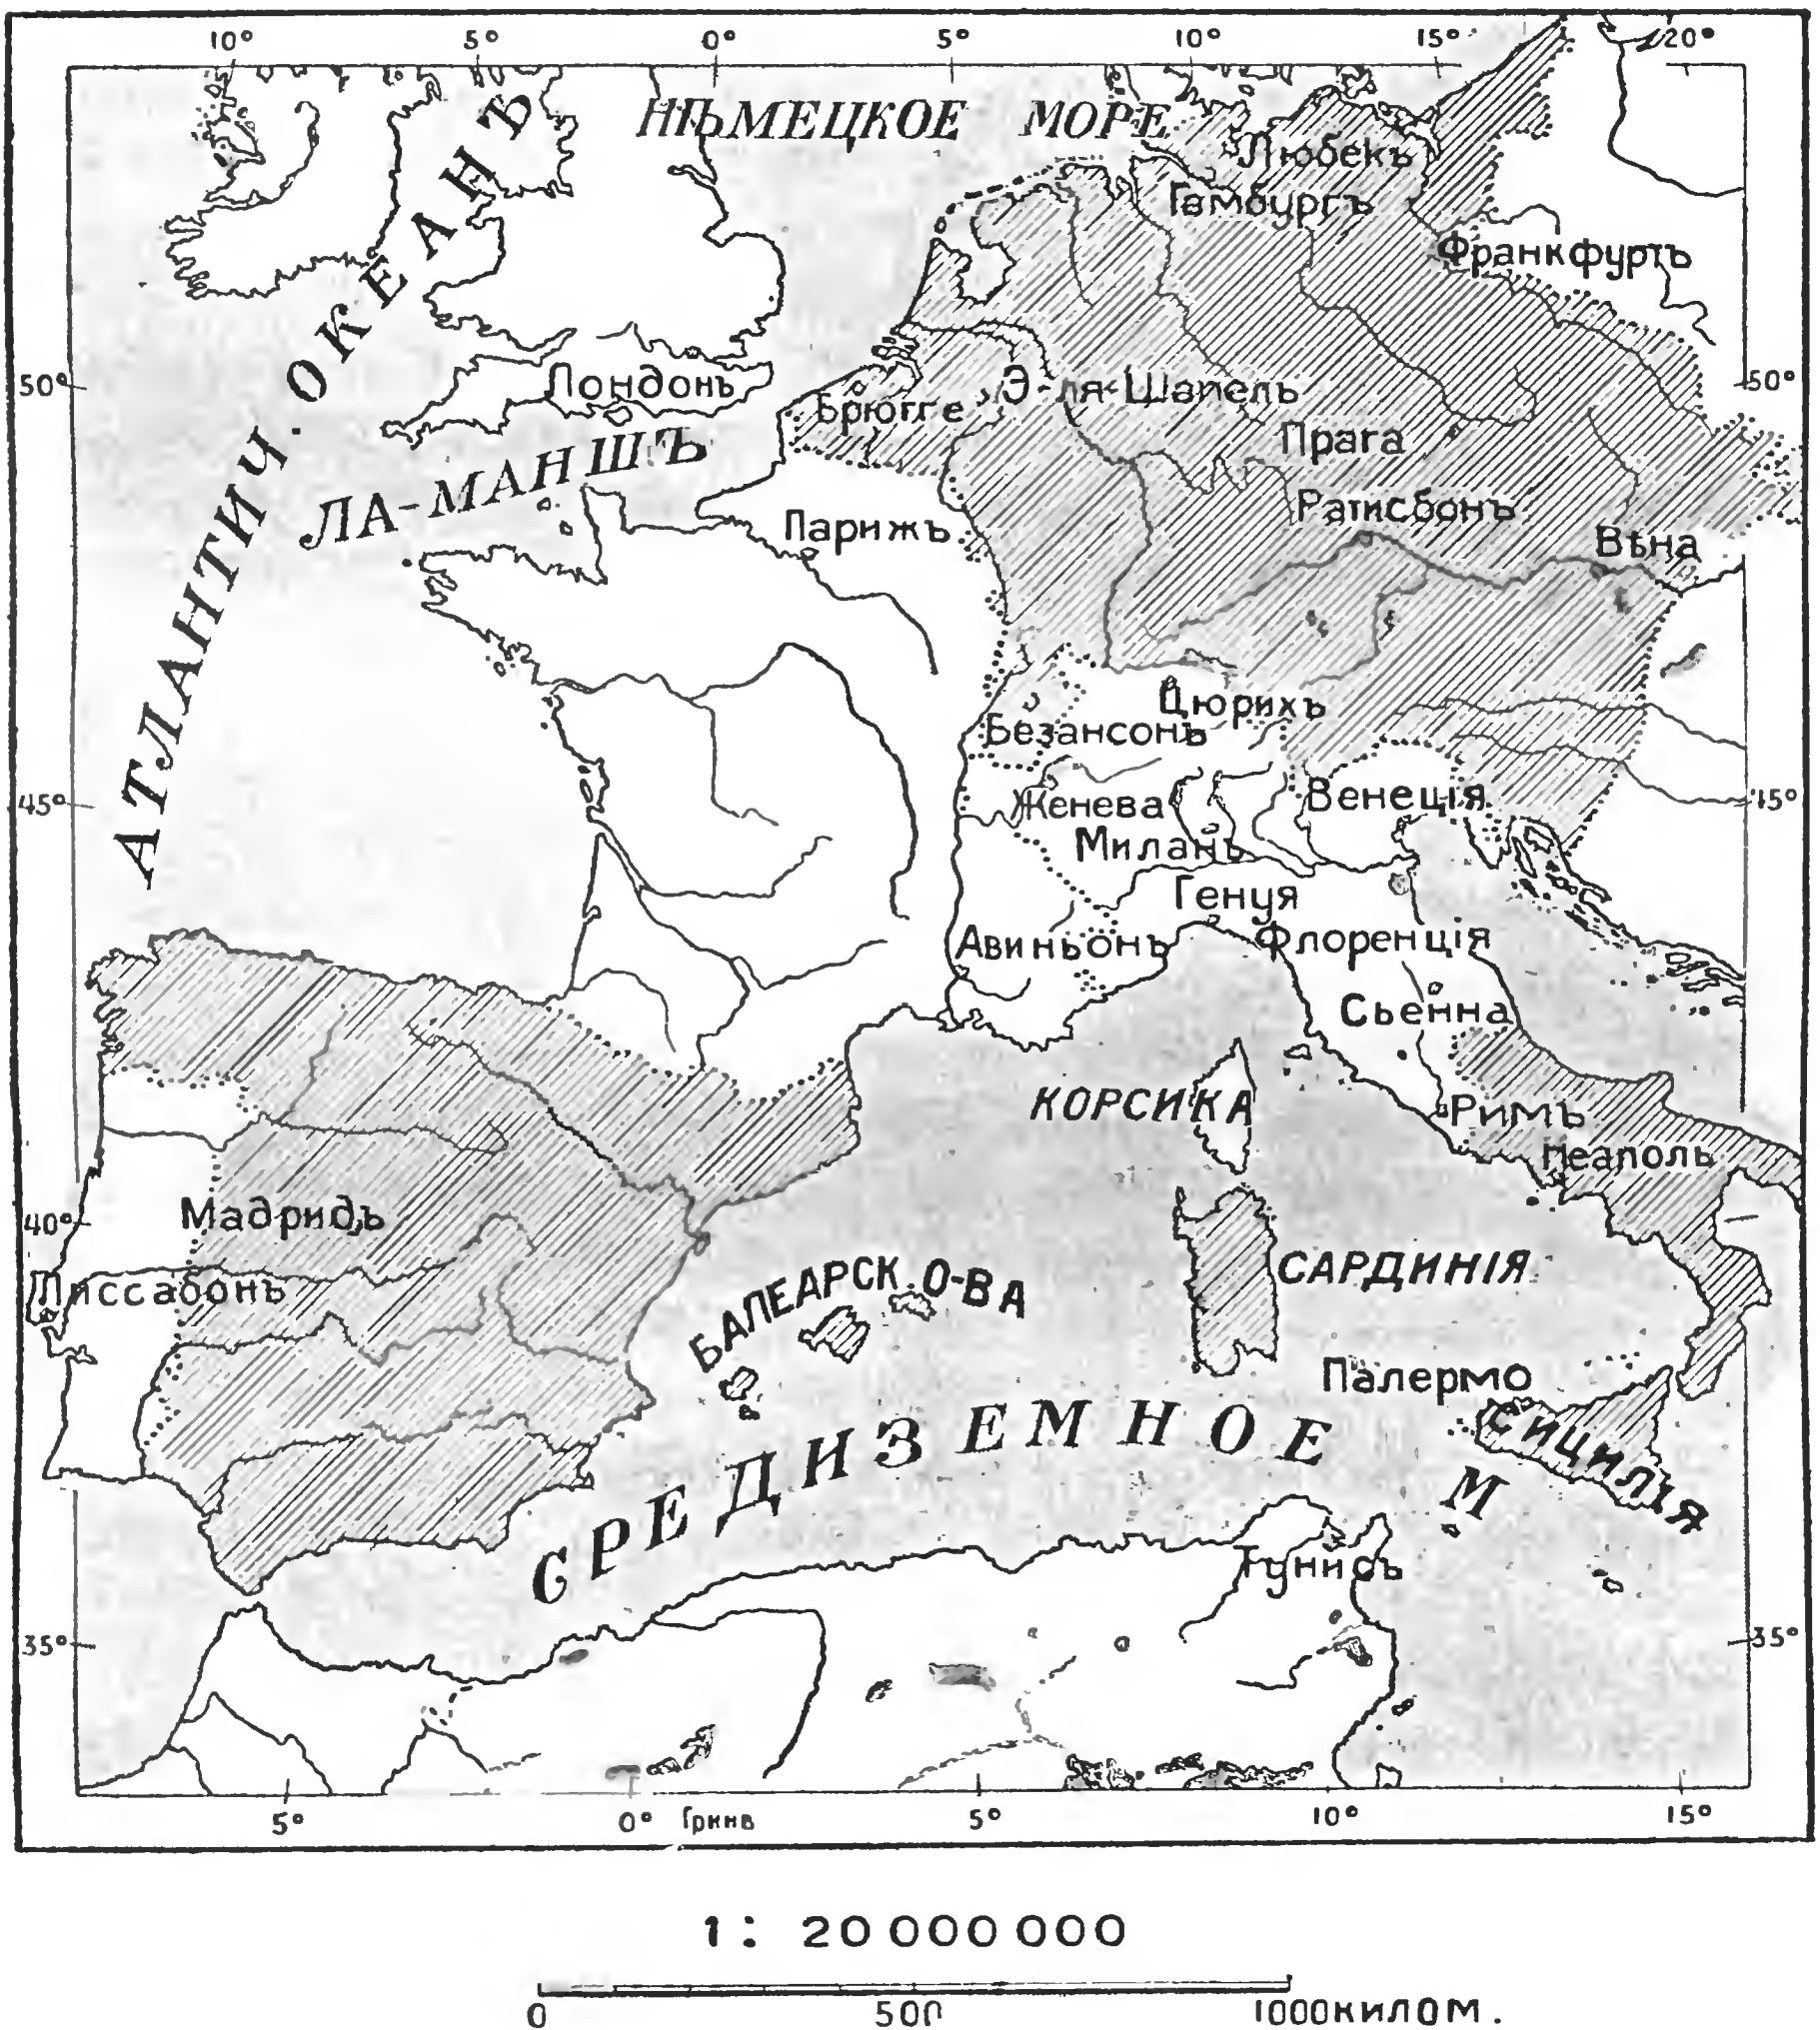 10° 5° 0° 5° 10° 15° 20°
НѢМЕЦКОЕ МОРЕ
АТЛАНТИЧ. ОКЕАНЪ
Любекъ
Гамбургъ
Франкфуртъ
50° 50°
Лондонъ
Брюгге
Э-ля-Шапель
ЛА-МАНШЪ
Прага
Парижъ
Ратисбонъ
Вѣна
Цюрихъ
Безансонъ
45° 45°
Женева
Венеція
Миланъ
Генуя
Авиньонъ
Флоренція
Сьенна
КОРСИКА
Римъ
Неаполь
40°
Мадридъ
Лиссабонъ
БАЛЕАРСК. О-ВА
САРДИНІЯ
Палермо
СИЦИЛІЯ
СРЕДИЗЕМНОЕ М
Тунисъ
35° 35°
5° 0° Гринв 5° 10° 15°
1: 20 000 000
0 500 1000 килом.